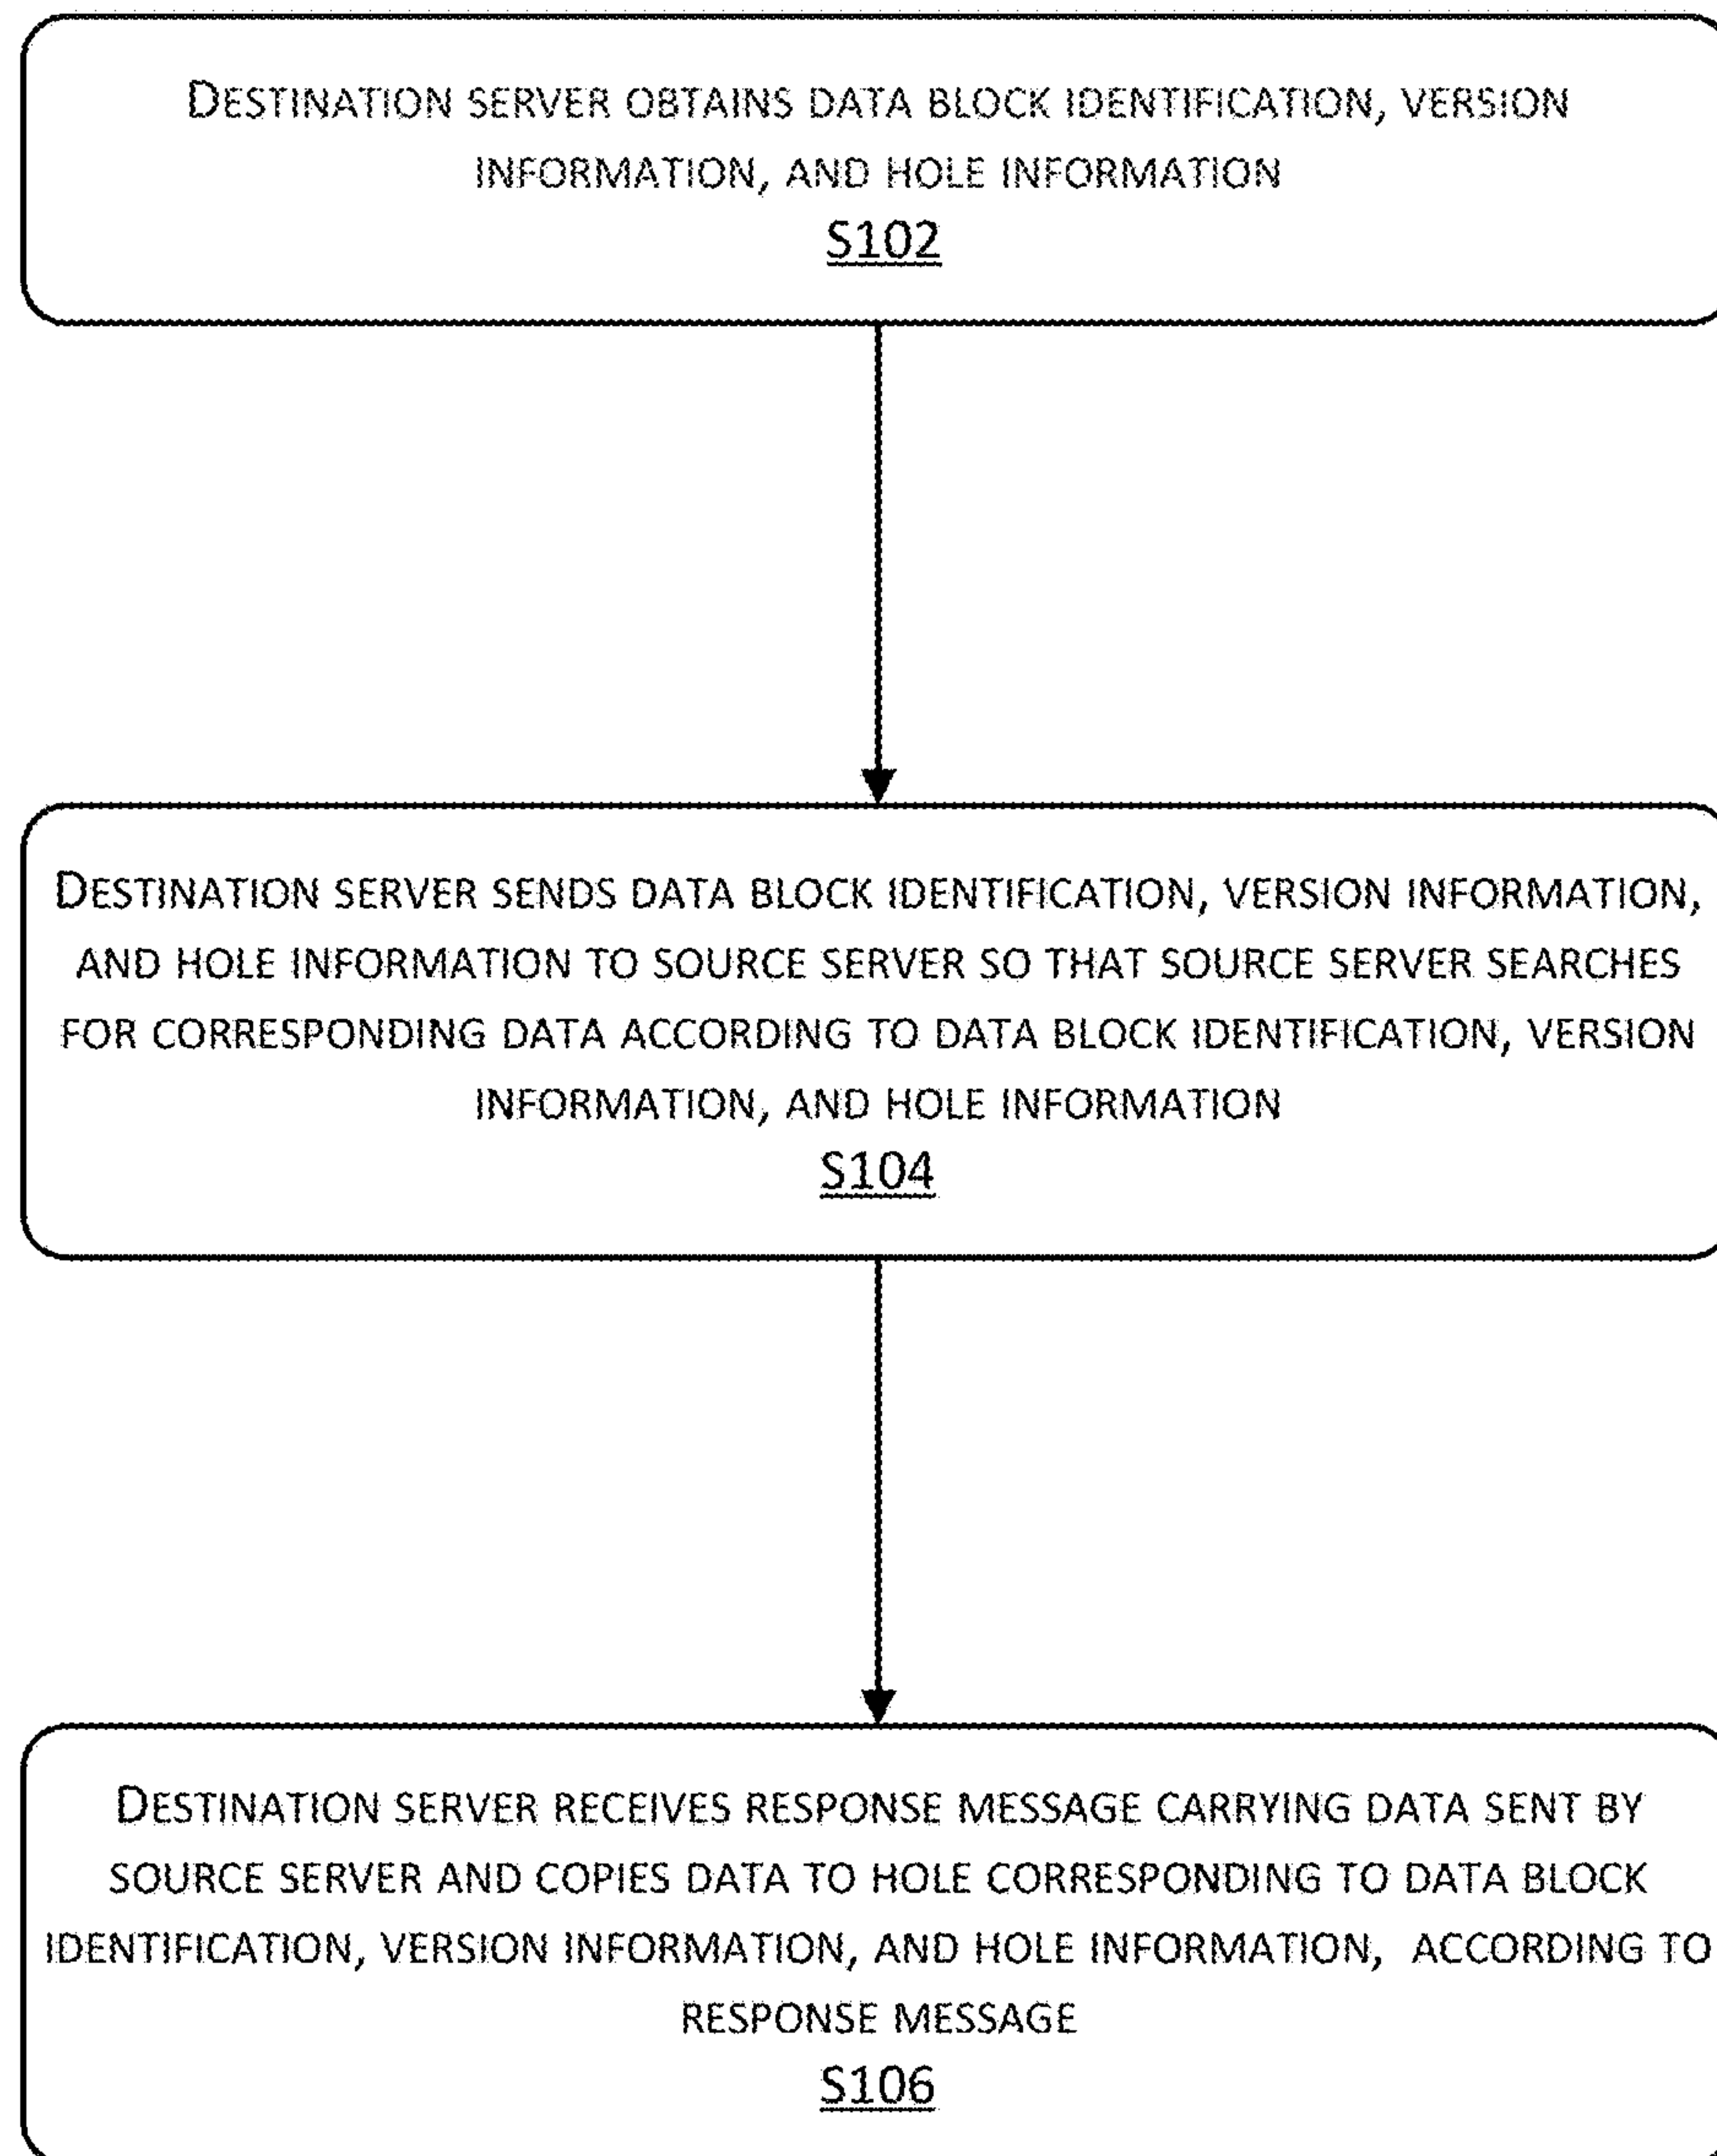 DESTINATION SERVER OBTAINS DATA BLOCK IDENTIFICATION, VERSION
INFORMATION, AND HOLE INFORMATION
S102
DESTINATION SERVER SENDS DATA BLOCK IDENTIFICATION, VERSION INFORMATION,
AND HOLE INFORMATION TO SOURCE SERVER SO THAT SOURCE SERVER SEARCHES
FOR CORRESPONDING DATA ACCORDING TO DATA BLOCK IDENTIFICATION, VERSION
INFORMATION, AND HOLE INFORMATION
S104
DESTINATION SERVER RECEIVES RESPONSE MESSAGE CARRYING DATA SENT BY
SOURCE SERVER AND COPIES DATA TO HOLE CORRESPONDING TO DATA BLOCK
IDENTIFICATION, VERSION INFORMATION, AND HOLE INFORMATION, ACCORDING TO
RESPONSE MESSAGE
S106